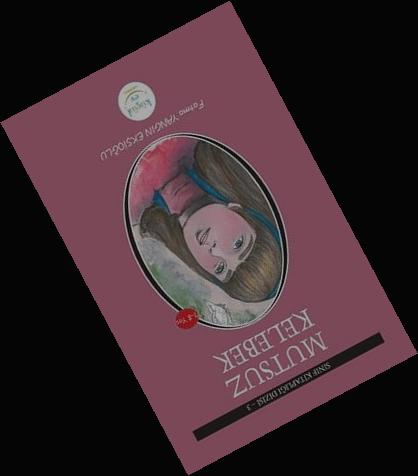 SINIF KİTAPLIĞI DİZİSİ - 3
MUTSUZ
KELEBEK
Fatma YANGIN EKŞİOĞLU